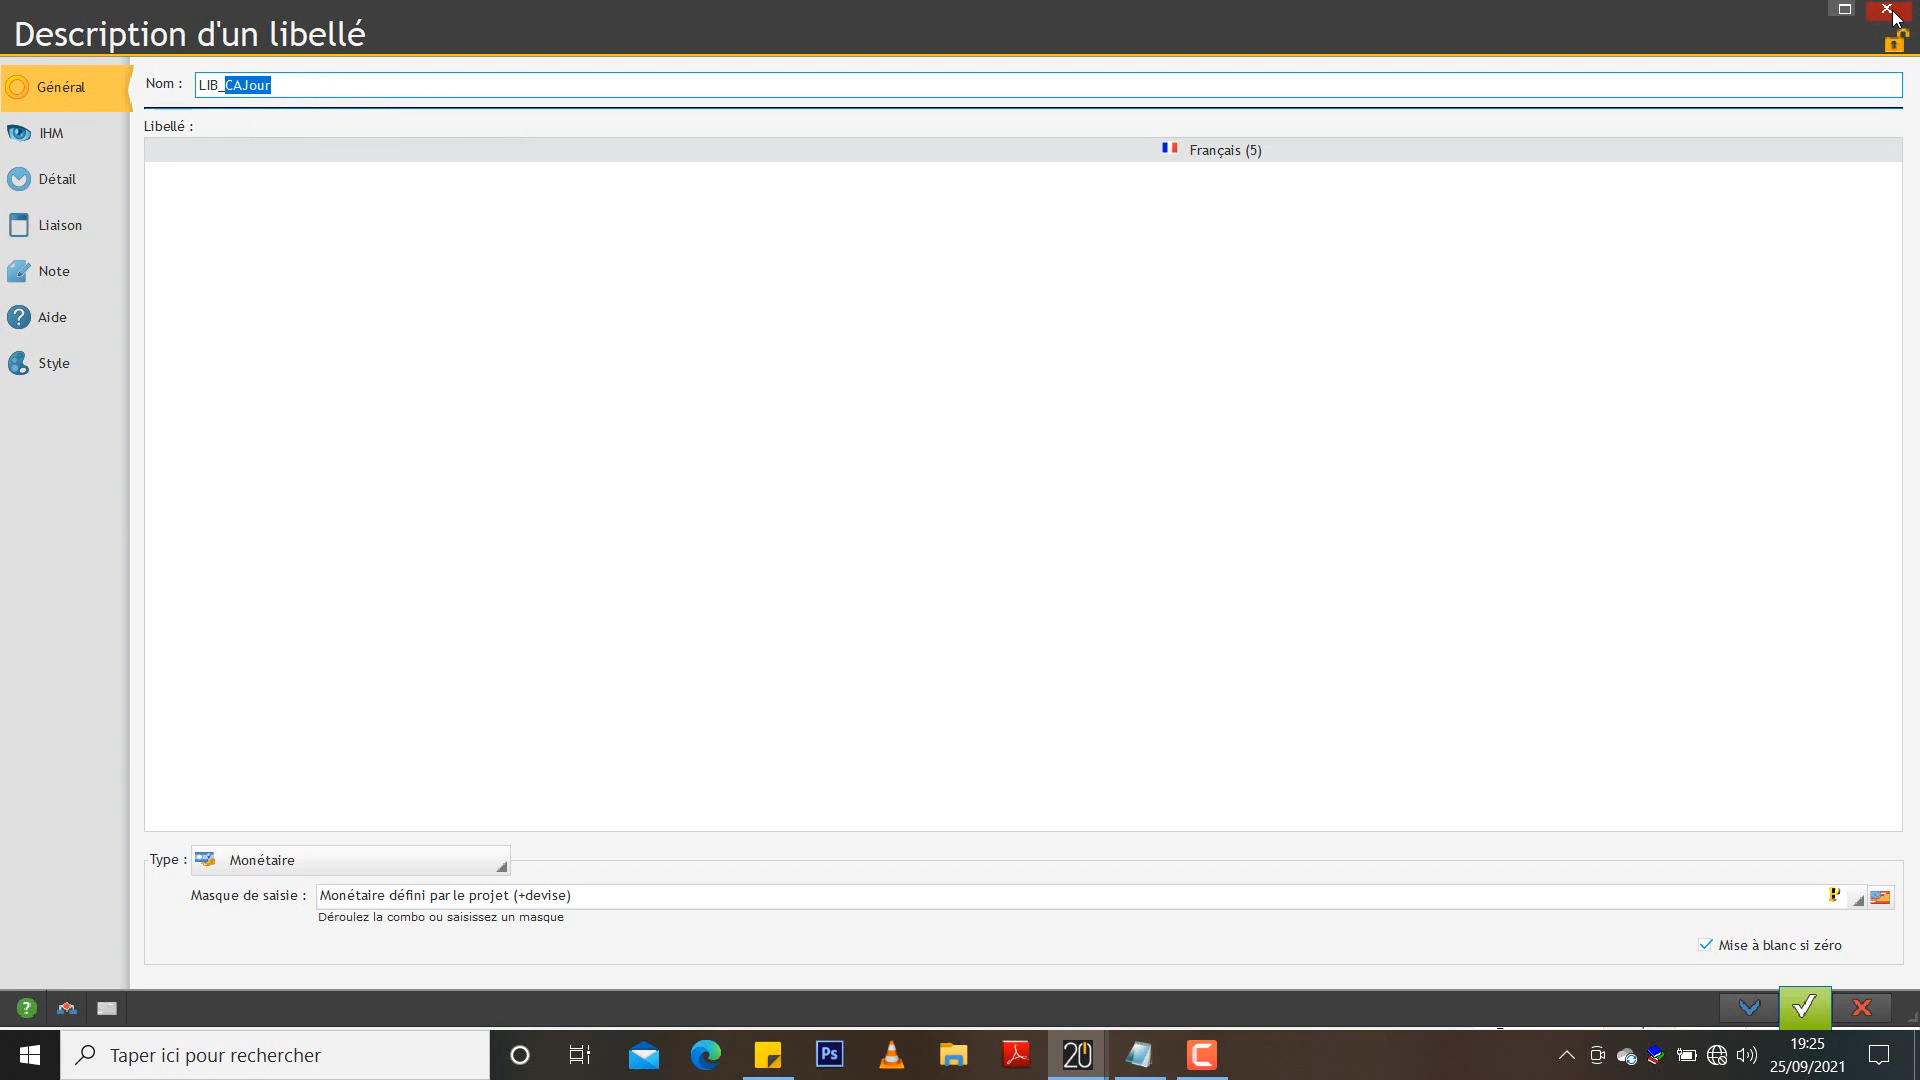 Description d'un libellé
Général
IHM
Détail
Liaison
Note
Aide
Style
Nom : LIB_CAJour
Libellé :
Français (5)
Type : Monétaire
Masque de saisie : Monétaire défini par le projet (+devise)
Déroulez la combo ou saisissez un masque
Mise à blanc si zéro
Taper ici pour rechercher
Ps
20
19:25
25/09/2021